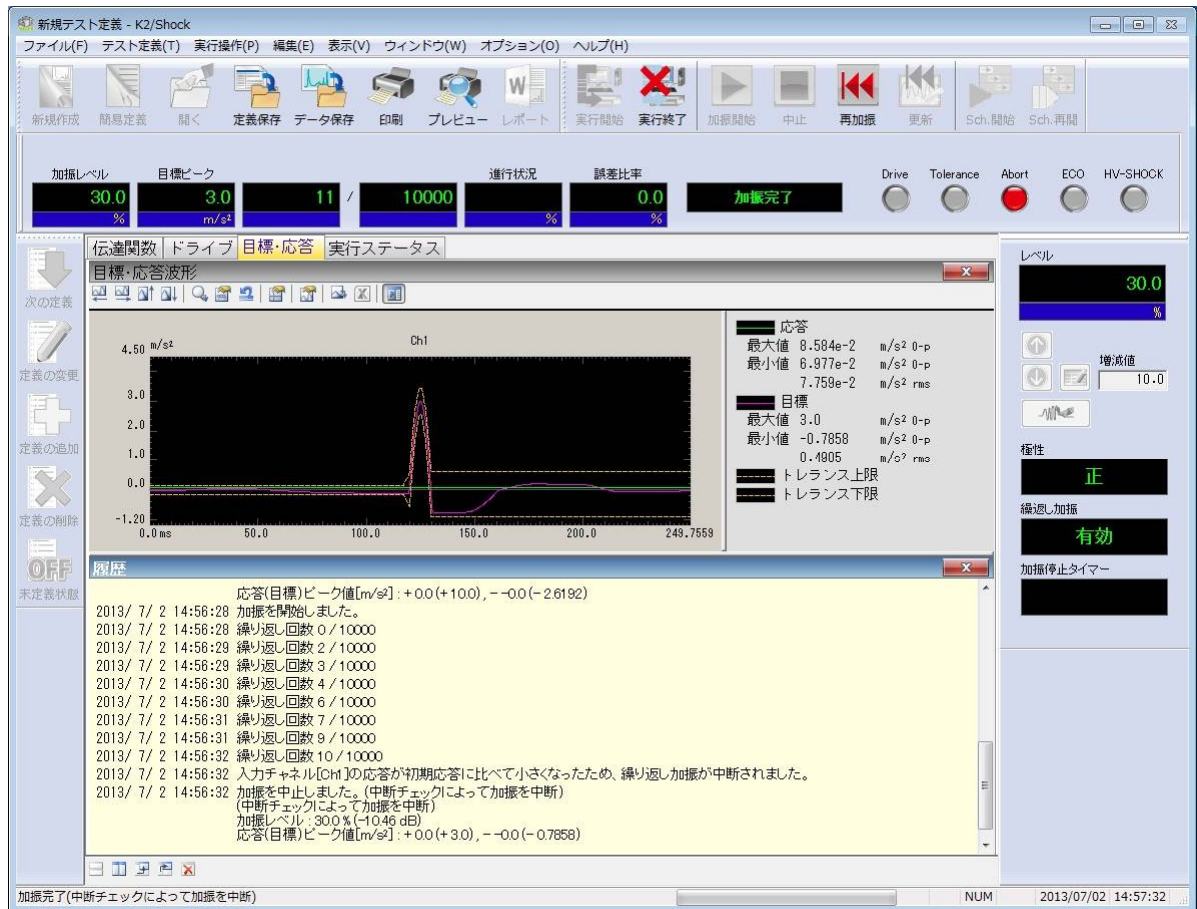 新規テスト定義 - K2/Shock
ファイル(F) テスト定義(T) 実行操作(P) 編集(E) 表示(V) ウィンドウ(W) オプション(O) ヘルプ(H)
新規作成 簡易定義 開く 定義保存 データ保存 印刷 プレビュー レポート 実行開始 実行終了 加振開始 中止 再加振 更新 Sch.開始 Sch.再開
加振レベル 目標ピーク 進行状況 誤差比率 Drive Tolerance Abort ECO HV-SHOCK
30.0 3.0 11 / 10000 0.0 加振完了
% m/s² % %
次の定義
定義の変更
定義の追加
定義の削除
OFF
未定義状態
伝達関数 ドライブ 目標・応答 実行ステータス
目標・応答波形
Ch1
4.50 m/s²
3.0
2.0
1.0
0.0
-1.20
0.0 ms 50.0 100.0 150.0 200.0 249.7559
応答
最大値 8.584e-2 m/s² 0-p
最小値 6.977e-2 m/s² 0-p
7.759e-2 m/s² rms
目標
最大値 3.0 m/s² 0-p
最小値 -0.7858 m/s² 0-p
0.4905 m/s² rms
トレランス上限
トレランス下限
履歴
応答(目標)ピーク値[m/s²] : +0.0 (+10.0) , --0.0 (-2.6192)
2013/ 7/ 2 14:56:28 加振を開始しました。
2013/ 7/ 2 14:56:28 繰り返し回数 0 / 10000
2013/ 7/ 2 14:56:29 繰り返し回数 2 / 10000
2013/ 7/ 2 14:56:29 繰り返し回数 3 / 10000
2013/ 7/ 2 14:56:30 繰り返し回数 4 / 10000
2013/ 7/ 2 14:56:30 繰り返し回数 6 / 10000
2013/ 7/ 2 14:56:31 繰り返し回数 7 / 10000
2013/ 7/ 2 14:56:31 繰り返し回数 9 / 10000
2013/ 7/ 2 14:56:32 繰り返し回数 10 / 10000
2013/ 7/ 2 14:56:32 入力チャネル[Ch1]の応答が初期応答に比べて小さくなったため、繰り返し加振が中断されました。
2013/ 7/ 2 14:56:32 加振を中止しました。(中断チェックによって加振を中断)
(中断チェックによって加振を中断)
加振レベル : 30.0 % (-10.46 dB)
応答(目標)ピーク値[m/s²] : +0.0 (+3.0) , --0.0 (-0.7858)
レベル
30.0
%
増減値
10.0
極性
正
繰返し加振
有効
加振停止タイマー
加振完了(中断チェックによって加振を中断) NUM 2013/07/02 14:57:32